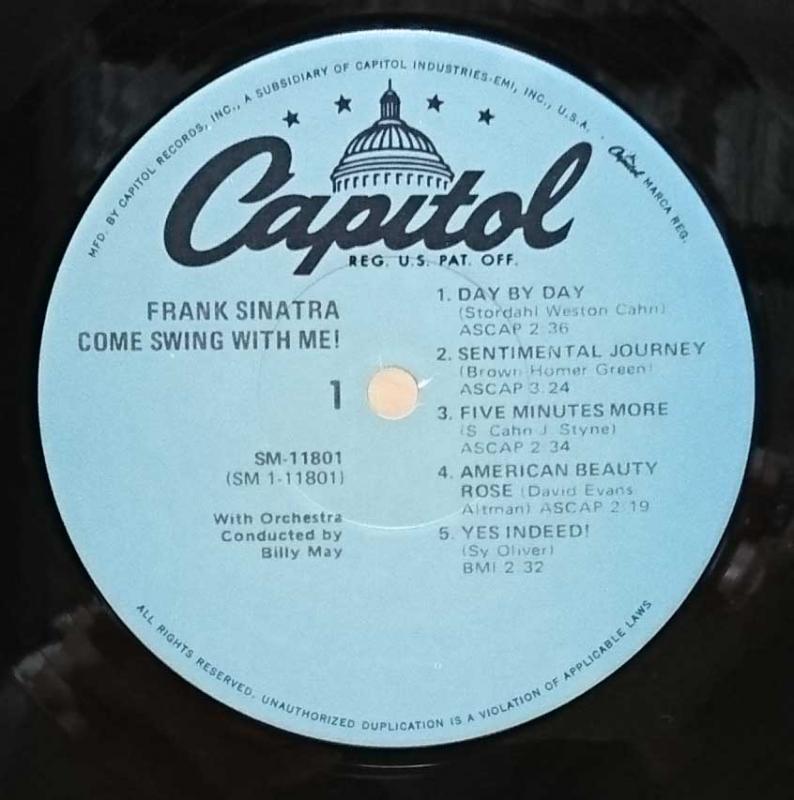 MFD. BY CAPITOL RECORDS, INC., A SUBSIDIARY OF CAPITOL INDUSTRIES-EMI, INC., U.S.A. . Capitol MARCA REG.
Capitol
REG. U.S. PAT. OFF.
FRANK SINATRA
COME SWING WITH ME!
1
SM-11801
(SM 1-11801)
With Orchestra
Conducted by
Billy May
1. DAY BY DAY
(Stordahl Weston Cahn)
ASCAP 2:36
2. SENTIMENTAL JOURNEY
(Brown Homer Green)
ASCAP 3:24
3. FIVE MINUTES MORE
(S. Cahn J. Styne)
ASCAP 2:34
4. AMERICAN BEAUTY
ROSE (David Evans
Altman) ASCAP 2:19
5. YES INDEED!
(Sy Oliver)
BMI 2:32
ALL RIGHTS RESERVED. UNAUTHORIZED DUPLICATION IS A VIOLATION OF APPLICABLE LAWS